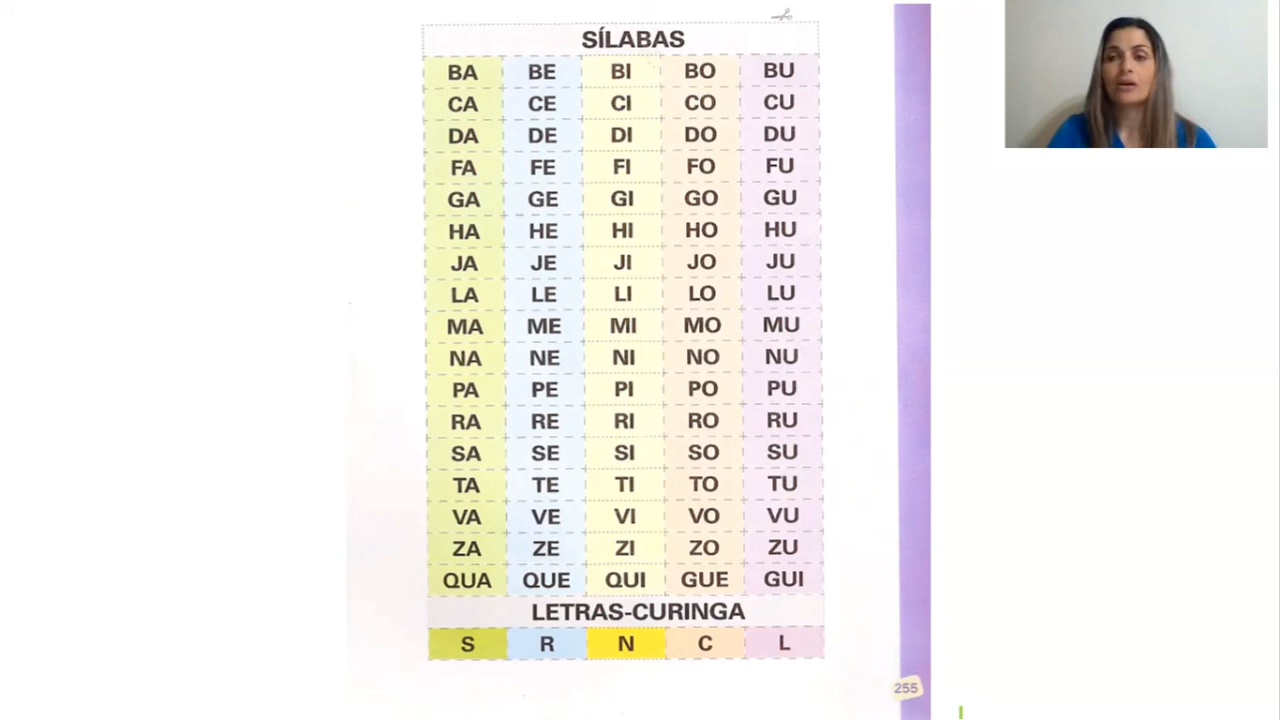 SÍLABAS
BA BE BI BO BU
CA CE CI CO CU
DA DE DI DO DU
FA FE FI FO FU
GA GE GI GO GU
HA HE HI HO HU
JA JE JI JO JU
LA LE LI LO LU
MA ME MI MO MU
NA NE NI NO NU
PA PE PI PO PU
RA RE RI RO RU
SA SE SI SO SU
TA TE TI TO TU
VA VE VI VO VU
ZA ZE ZI ZO ZU
QUA QUE QUI GUE GUI
LETRAS-CURINGA
S R N C L
255